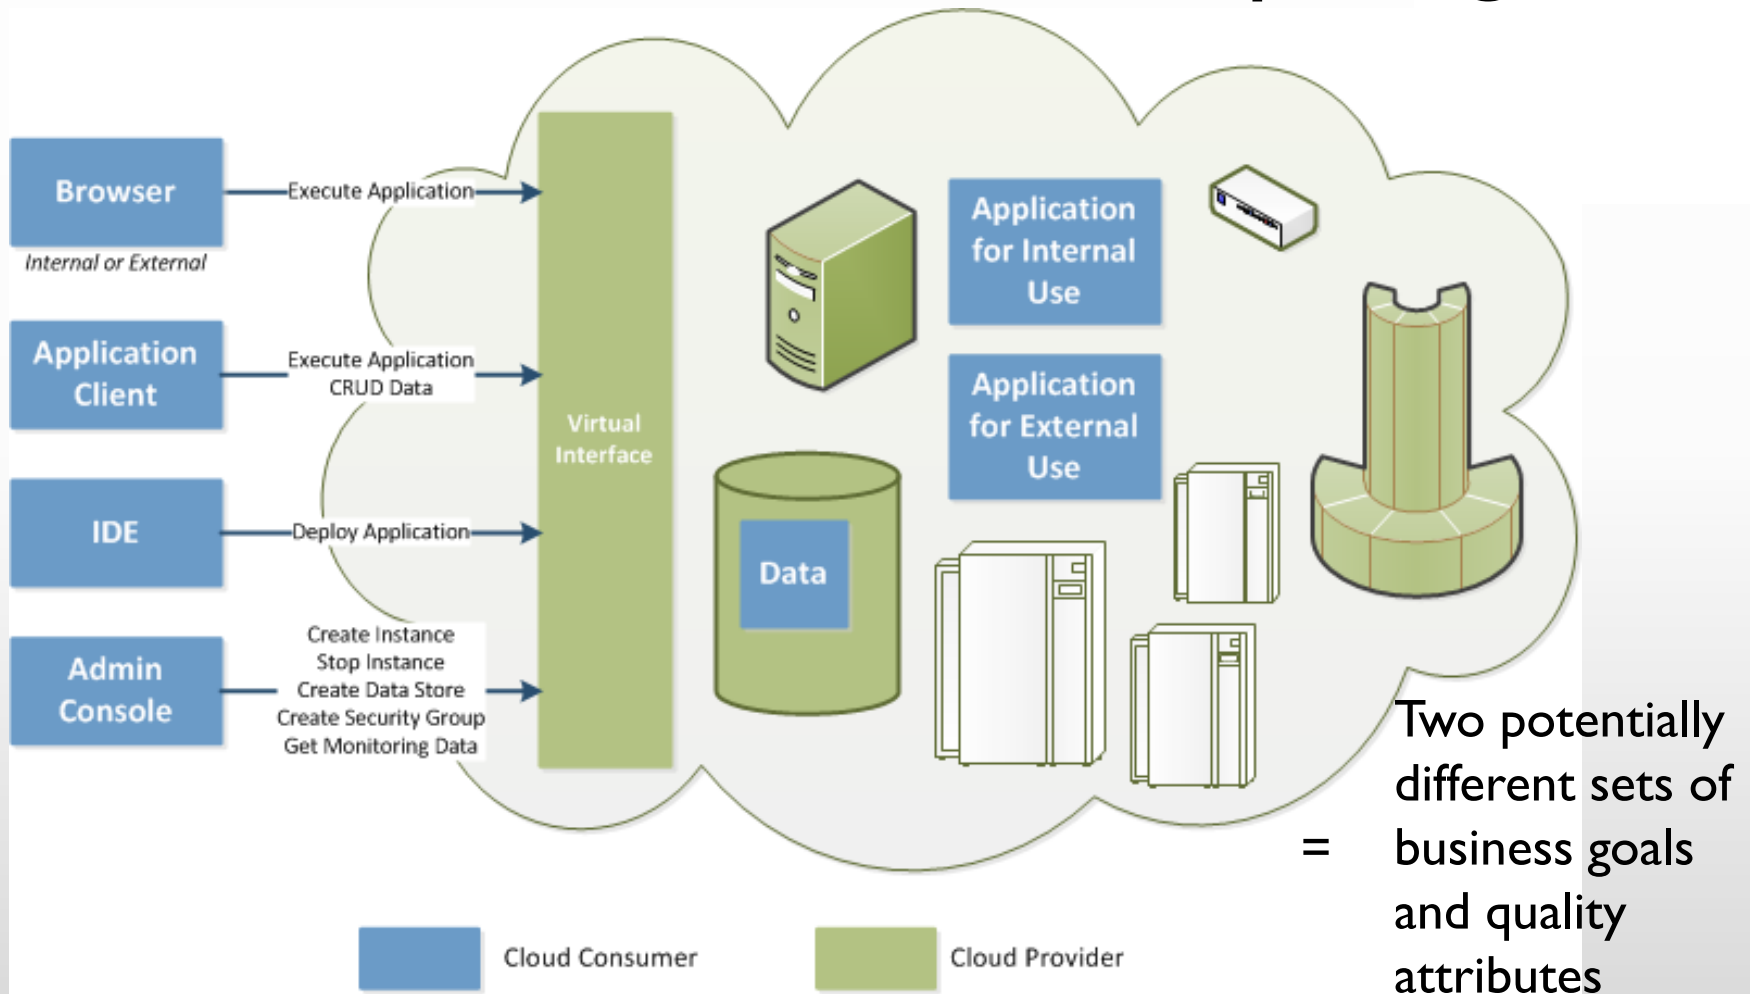 Browser
Execute Application
Internal or External
Application
Client
Execute Application
CRUD Data
IDE
Deploy Application
Admin
Console
Create Instance
Stop Instance
Create Data Store
Create Security Group
Get Monitoring Data
Virtual
Interface
Application
for Internal
Use
Application
for External
Use
Data
=
Two potentially
different sets of
business goals
and quality
attributes
Cloud Consumer
Cloud Provider